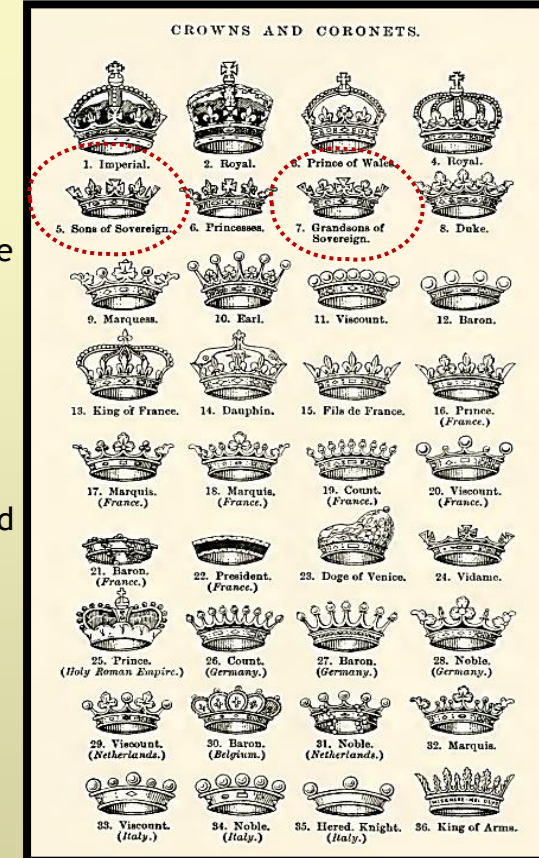 CROWNS AND CORONETS.
1. Imperial.
2. Royal.
3. Prince of Wales.
4. Royal.
5. Sons of Sovereign.
6. Princesses.
7. Grandsons of
Sovereign.
8. Duke.
e
9. Marquess.
10. Earl.
11. Viscount.
12. Baron.
13. King of France.
14. Dauphin.
15. Fils de France.
16. Prince.
(France.)
17. Marquis.
(France.)
18. Marquis.
(France.)
19. Count.
(France.)
20. Viscount.
(France.)
d
21. Baron.
(France.)
22. President.
(France.)
23. Doge of Venice.
24. Vidame.
25. Prince.
(Holy Roman Empire.)
26. Count.
(Germany.)
27. Baron.
(Germany.)
28. Noble.
(Germany.)
29. Viscount.
(Netherlands.)
30. Baron.
(Belgium.)
31. Noble.
(Netherlands.)
32. Marquis.
33. Viscount.
(Italy.)
34. Noble.
(Italy.)
35. Hered. Knight.
(Italy.)
36. King of Arms.